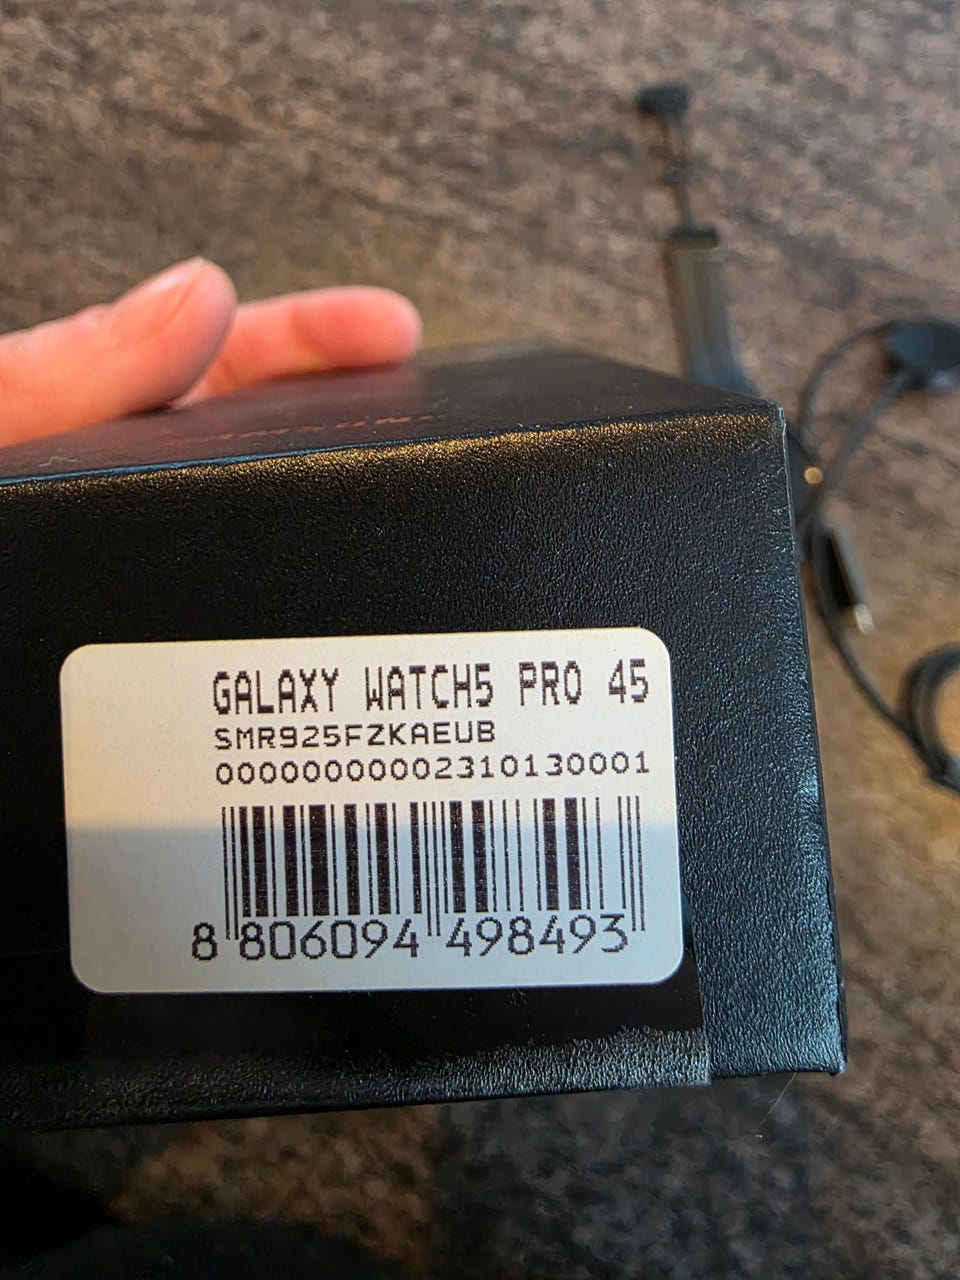 GALAXY WATCH5 PRO 45
SMR925FZKAEUB
000000000002310130001
8 806094 498493